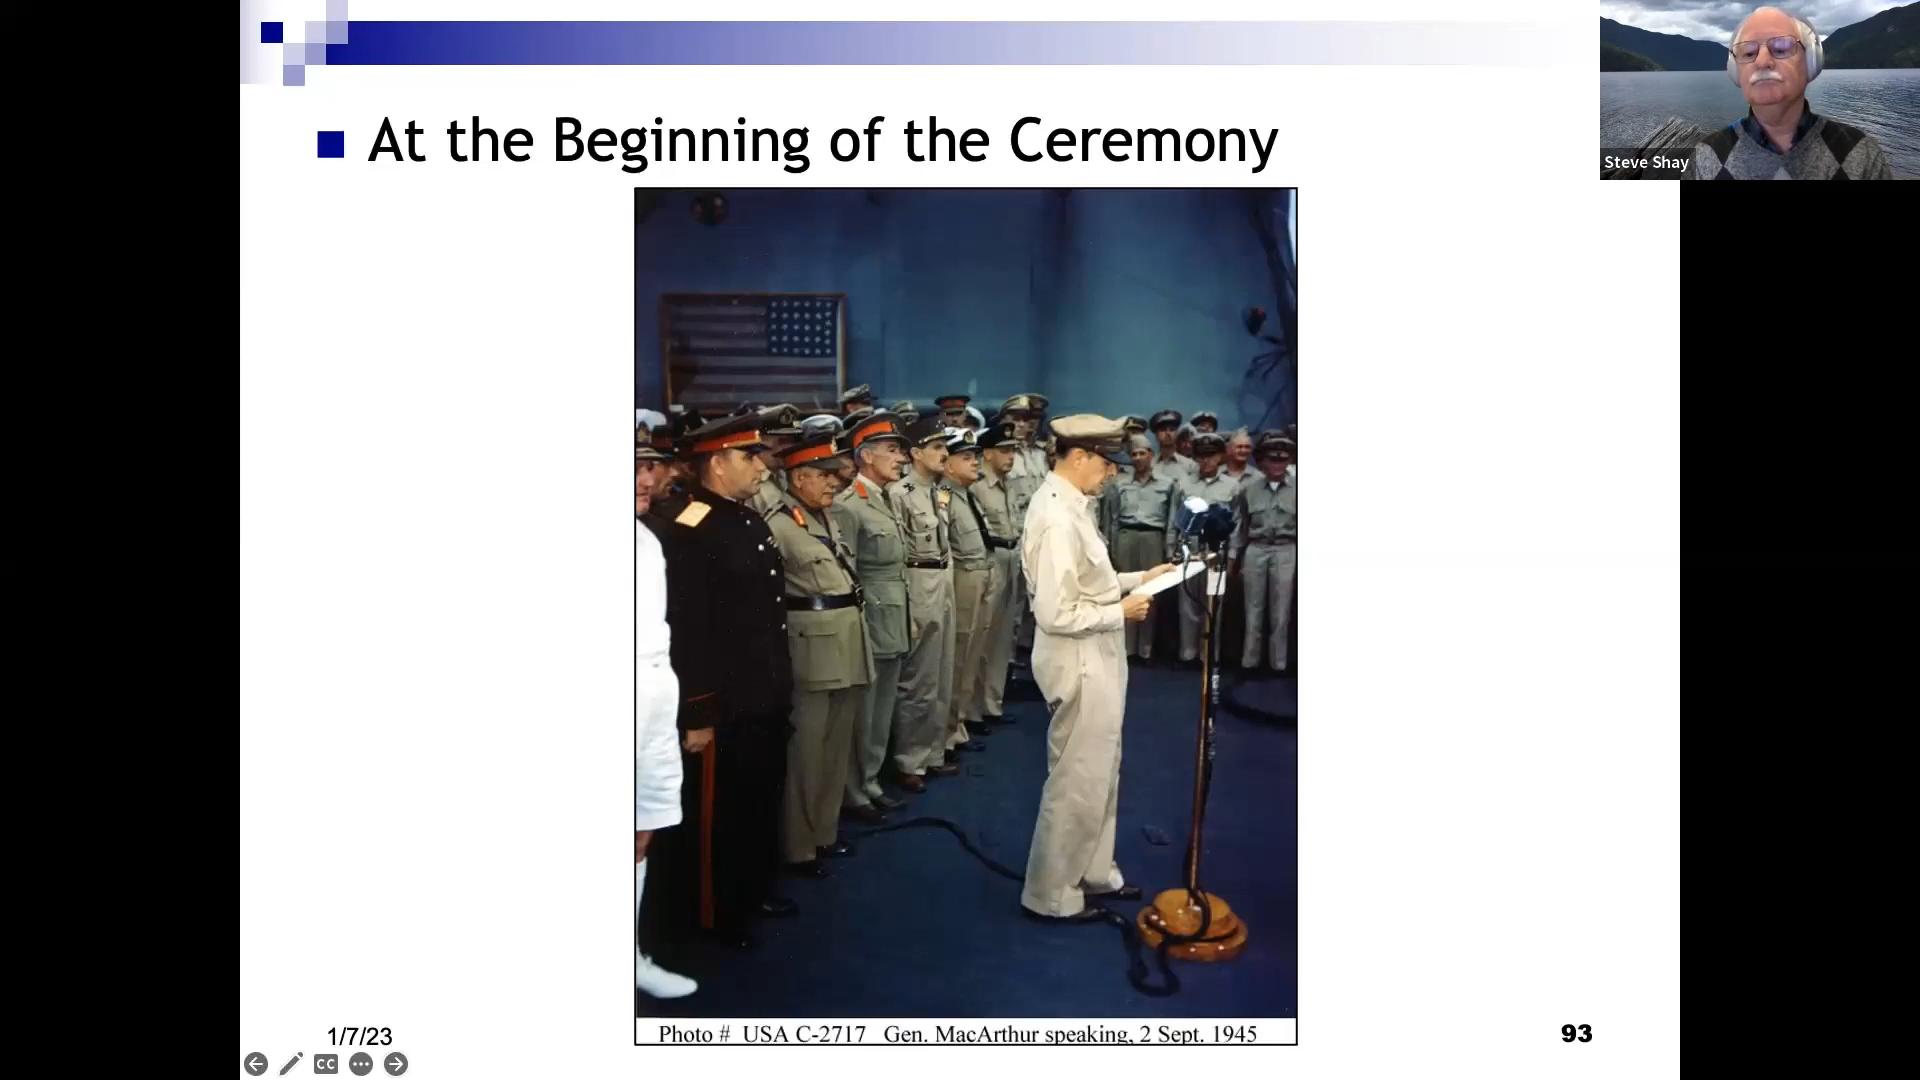 At the Beginning of the Ceremony
Steve Shay
Photo # USA C-2717 Gen. MacArthur speaking, 2 Sept. 1945
1/7/23
93
CC